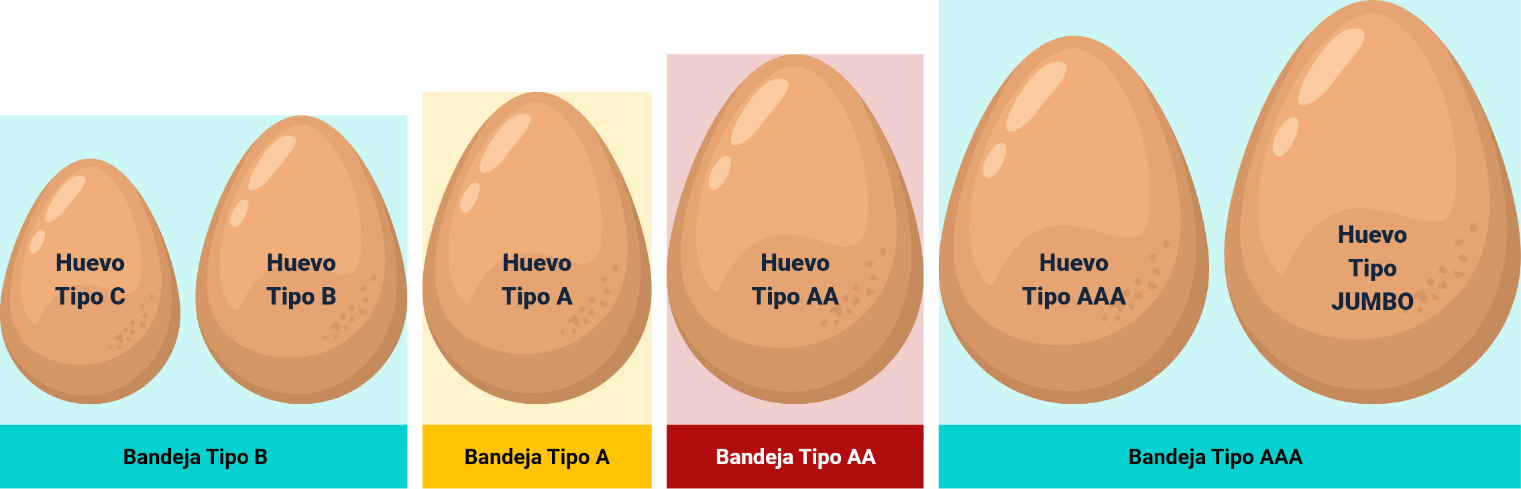 Huevo
Tipo C
Huevo
Tipo B
Huevo
Tipo A
Huevo
Tipo AA
Huevo
Tipo AAA
Huevo
Tipo
JUMBO
Bandeja Tipo B
Bandeja Tipo A
Bandeja Tipo AA
Bandeja Tipo AAA